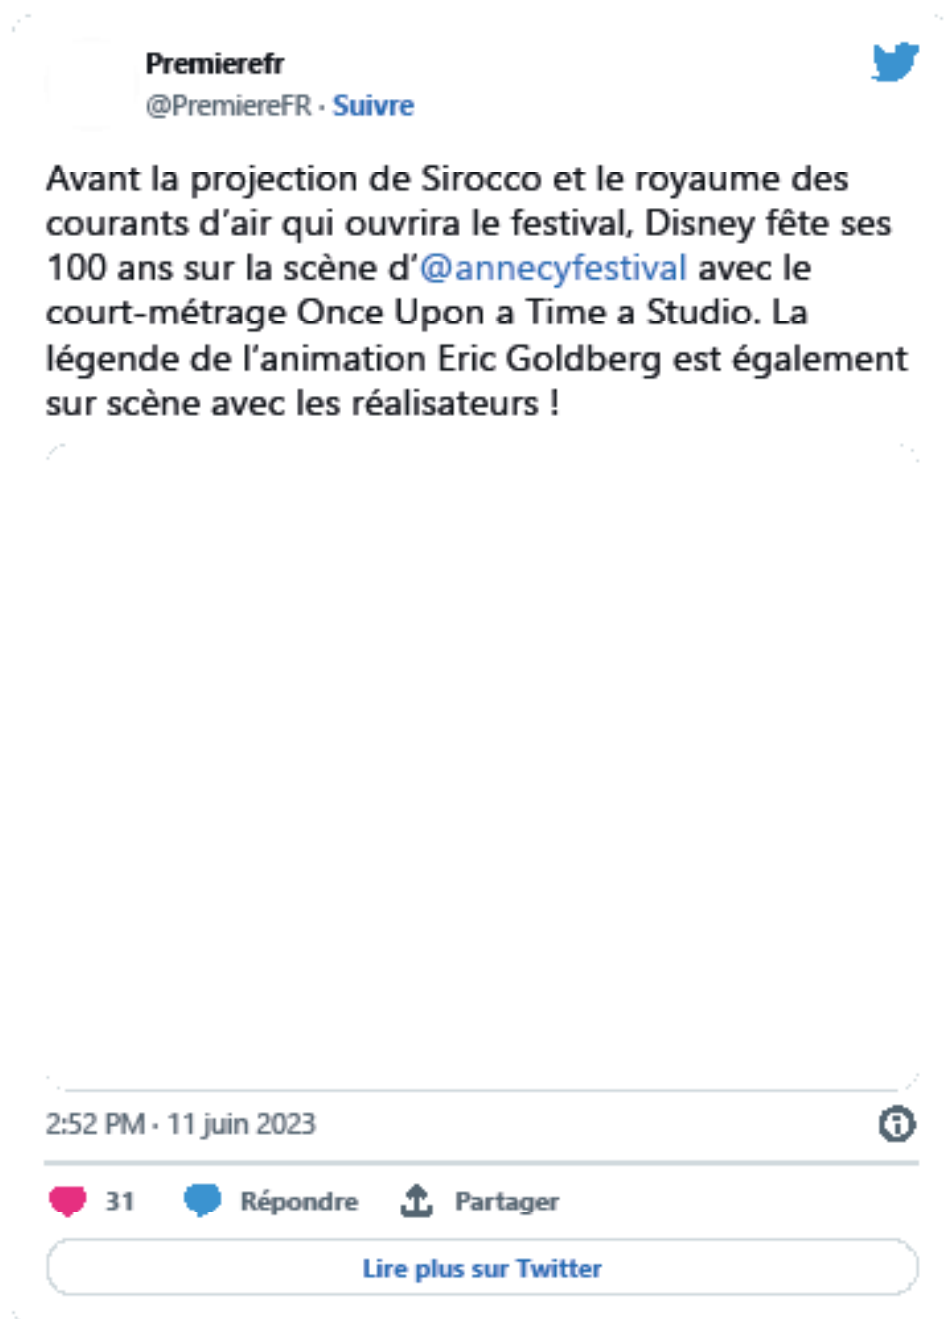 Premierefr
@PremiereFR · Suivre
Avant la projection de Sirocco et le royaume des
courants d'air qui ouvrira le festival, Disney fête ses
100 ans sur la scène d'@annecyfestival avec le
court-métrage Once Upon a Time a Studio. La
légende de l'animation Eric Goldberg est également
sur scène avec les réalisateurs !
2:52 PM · 11 juin 2023
31 Répondre Partager
Lire plus sur Twitter